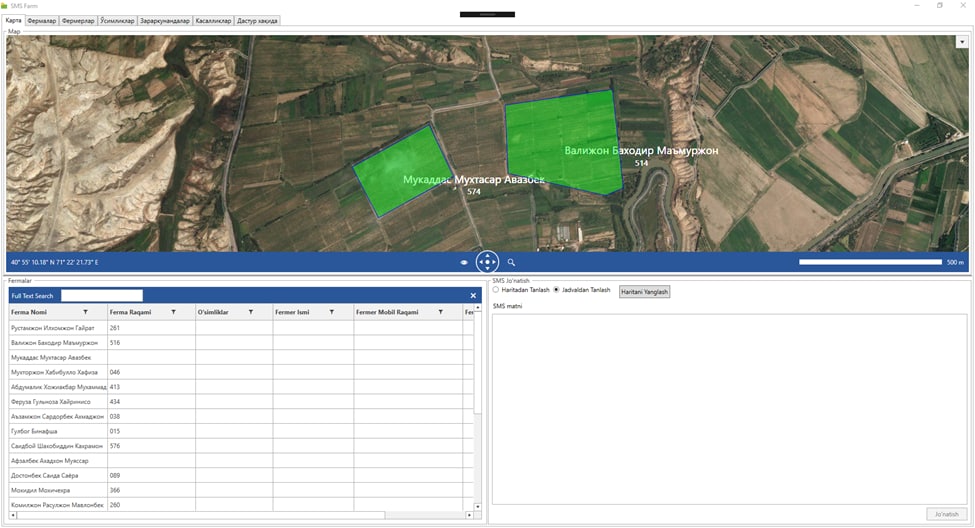 SMS Farm
Карта Фермалар Фермерлар Ўсимликлар Зараркунандалар Касалликлар Дастур хақида
Map
Валижон Баходир Маъмуржон
514
Мукаддас Мухтасар Авазбек
574
40° 55' 10.18" N 71° 22' 21.73" E
500 m
Fermalar
Full Text Search
Ferma Nomi Ferma Raqami O'simliklar Fermer Ismi Fermer Mobil Raqami Fer
Рустамжон Илхомжон Гайрат 261
Валижон Баходир Маъмуржон 516
Мукаддас Мухтасар Авазбек
Мухторжон Хабибулло Хафиза 046
Абдумалик Хожиакбар Мухаммад 413
Феруза Гульноза Хайринисо 434
Аъзамжон Сардорбек Ахмаджон 038
Гулбог Бинафша 015
Саидбой Шахобиддин Кахрамон 576
Афзалбек Ахадхон Муяссар
Достонбек Саида Саёра 089
Мохидил Мохичехра 366
Комилжон Расулжон Мавлонбек 260
SMS Jo'natish
Haritadan Tanlash Jadvaldan Tanlash Haritani Yanglash
SMS matni
Jo'natish